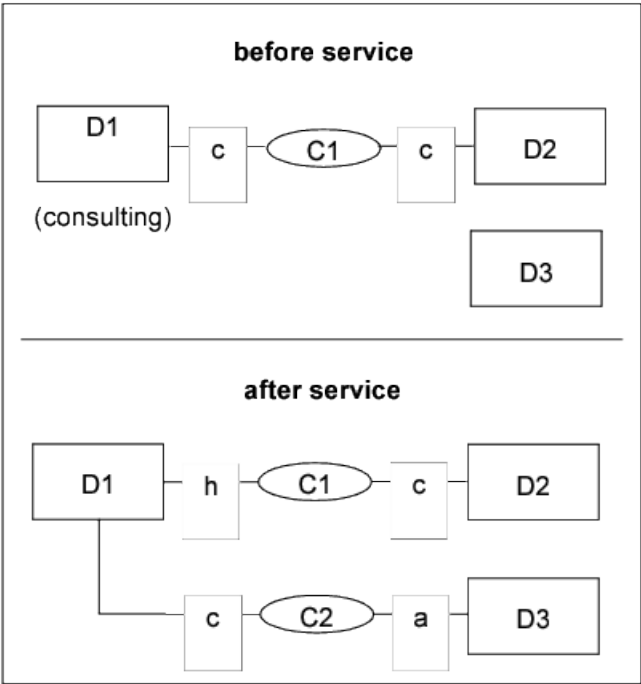 before service
D1 c C1 c D2
(consulting)
D3
after service
D1 h C1 c D2
c C2 a D3